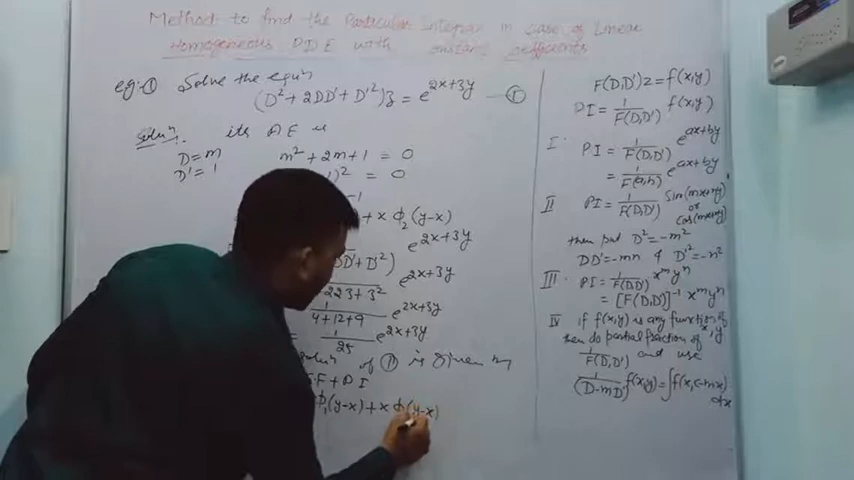 Method to find the Particular Integral in case of Linear
Homogeneous PDE with constant coefficients
eg:① Solve the equⁿ
(D² + 2DD' + D'²)z = e^{2x+3y} —①
Soluⁿ. its AE is
D=m
D'=1
m² + 2m + 1 = 0
)² = 0
-1
+ x ϕ₂(y-x)
DD' + D'²) e^{2x+3y}
2·2·3 + 3² e^{2x+3y}
1/(4+12+9) e^{2x+3y}
1/25 e^{2x+3y}
soluⁿ of ① is given by
C.F + PI
ϕ₁(y-x) + x ϕ₂(y-x)
F(D,D')z = f(x,y)
PI = 1/F(D,D') f(x,y)
I. PI = 1/F(D,D') e^{ax+by}
= 1/F(a,b) e^{ax+by}
II PI = 1/F(D,D') Sin(mx+ny) or Cos(mx+ny)
then put D² = -m²
DD' = -mn & D'² = -n²
III PI = 1/F(D,D') x^m y^n
= [F(D,D')]⁻¹ x^m y^n
IV if f(x,y) is any function of x,y
then do partial fraction of
1/F(D,D') and use
1/(D-mD') f(x,y) = ∫f(x,c-mx)dx